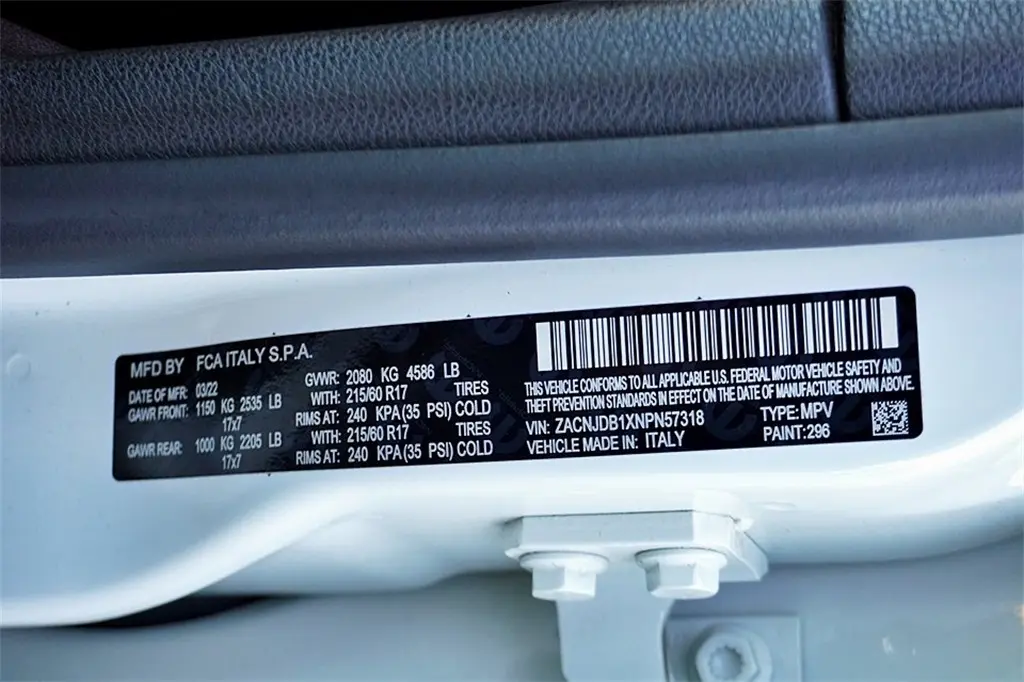 MFD BY FCA ITALY S.P.A.
DATE OF MFR: 03/22 GVWR: 2080 KG 4586 LB
GAWR FRONT: 1150 KG 2535 LB WITH: 215/60 R17 TIRES
17x7 RIMS AT: 240 KPA(35 PSI) COLD
GAWR REAR: 1000 KG 2205 LB WITH: 215/60 R17 TIRES
17x7 RIMS AT: 240 KPA(35 PSI) COLD
THIS VEHICLE CONFORMS TO ALL APPLICABLE U.S. FEDERAL MOTOR VEHICLE SAFETY AND
THEFT PREVENTION STANDARDS IN EFFECT ON THE DATE OF MANUFACTURE SHOWN ABOVE.
VIN: ZACNJDB1XNPN57318 TYPE: MPV
VEHICLE MADE IN: ITALY PAINT: 296